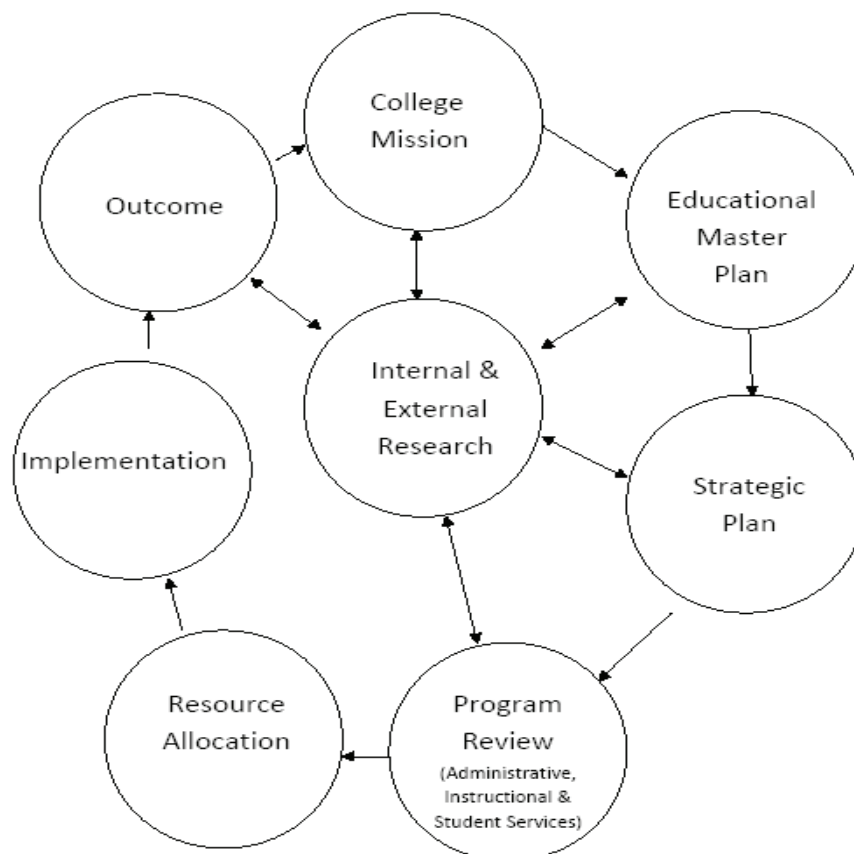 College
Mission
Educational
Master
Plan
Outcome
Internal &
External
Research
Implementation
Strategic
Plan
Resource
Allocation
Program
Review
(Administrative,
Instructional &
Student Services)